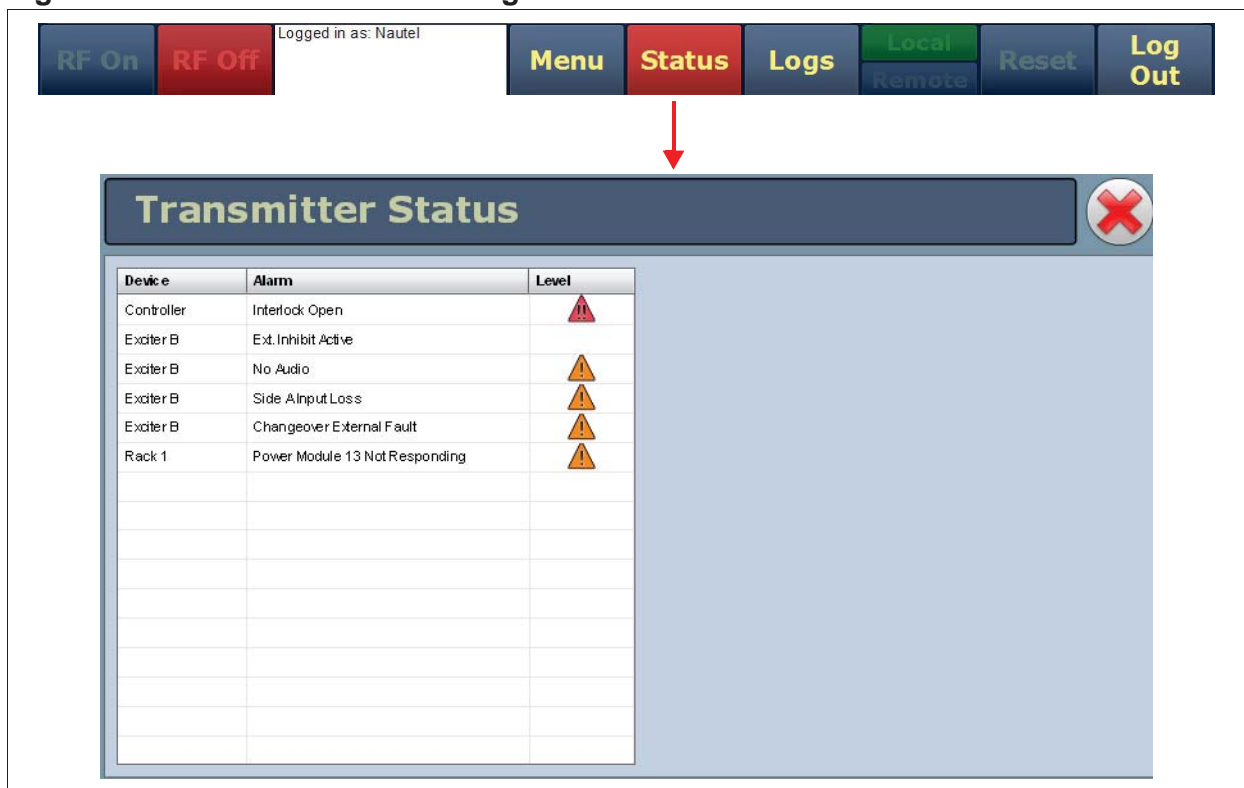 RF On RF Off Logged in as: Nautel Menu Status Logs Local Remote Reset Log Out
Transmitter Status
Device Alarm Level
Controller Interlock Open
Exciter B Ext. Inhibit Active
Exciter B No Audio
Exciter B Side A Input Loss
Exciter B Changeover External Fault
Rack 1 Power Module 13 Not Responding